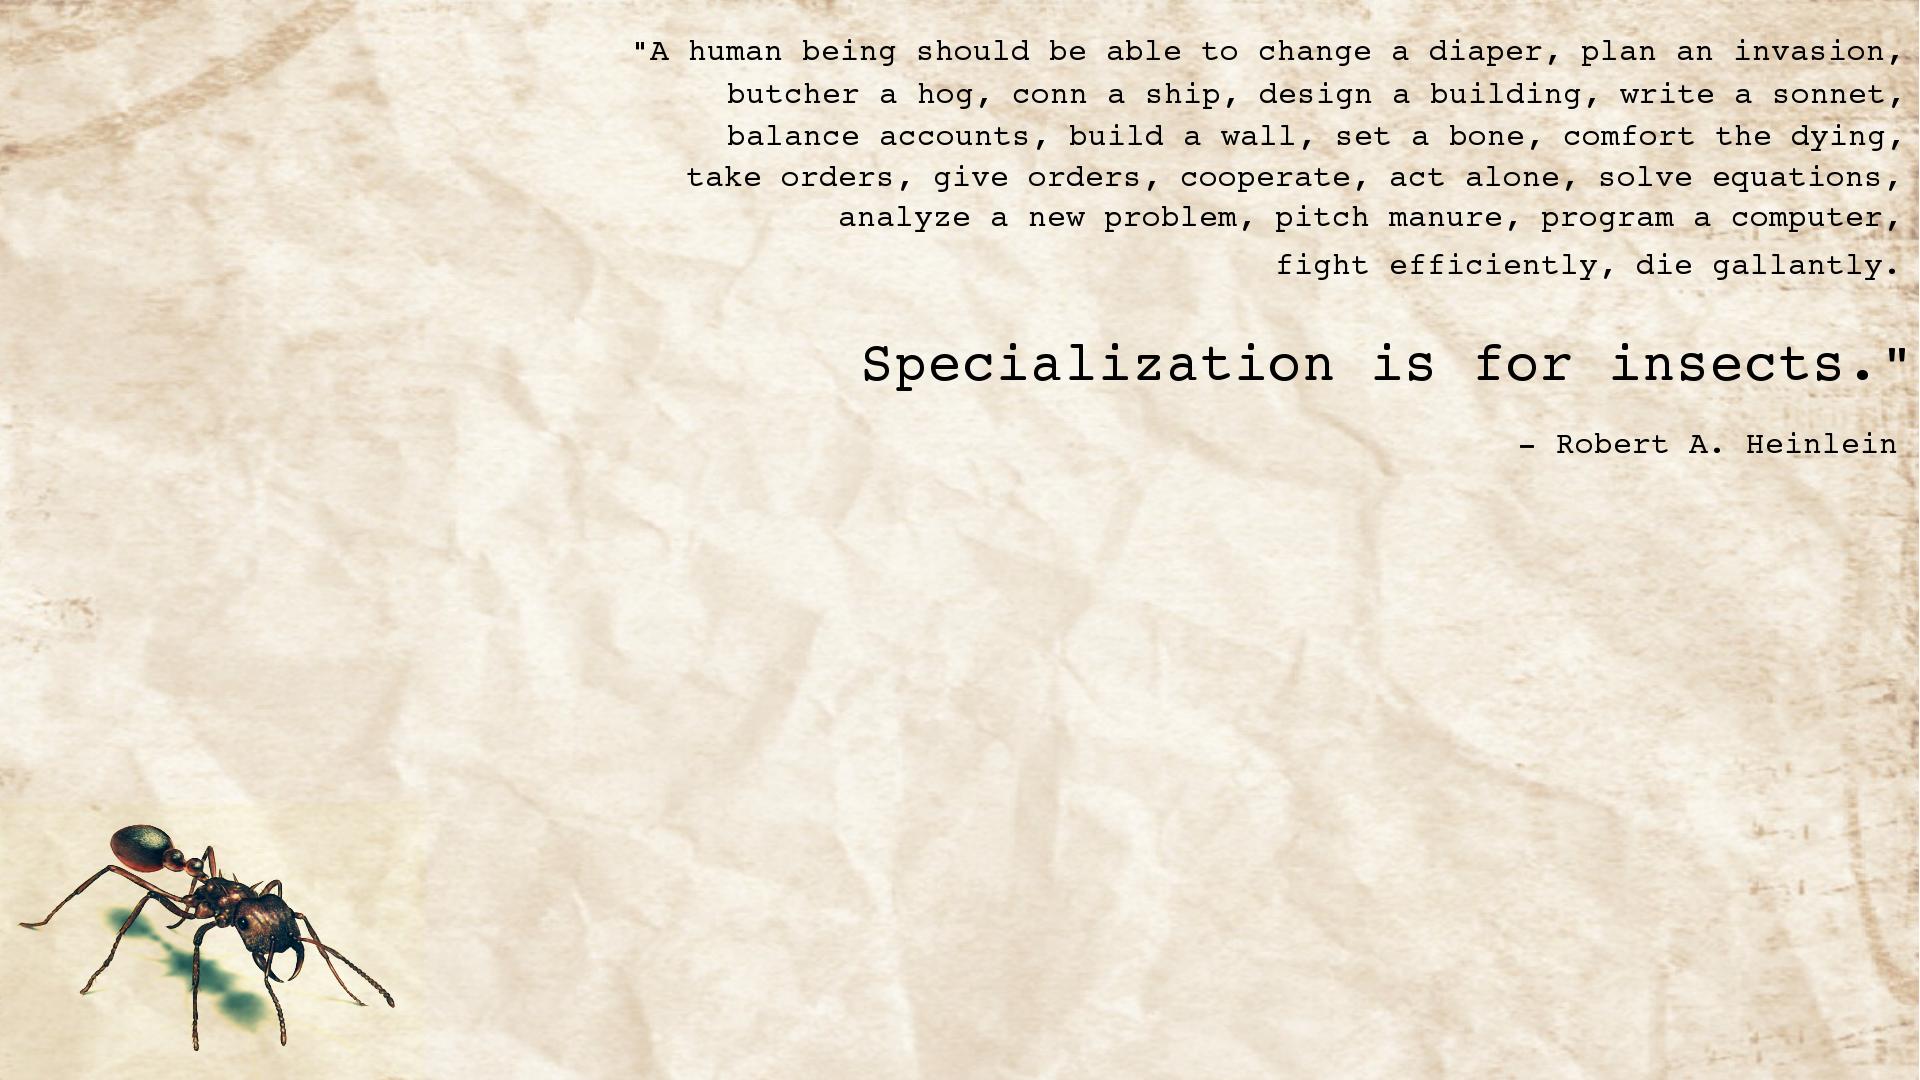 "A human being should be able to change a diaper, plan an invasion,
butcher a hog, conn a ship, design a building, write a sonnet,
balance accounts, build a wall, set a bone, comfort the dying,
take orders, give orders, cooperate, act alone, solve equations,
analyze a new problem, pitch manure, program a computer,
fight efficiently, die gallantly.
Specialization is for insects."
- Robert A. Heinlein